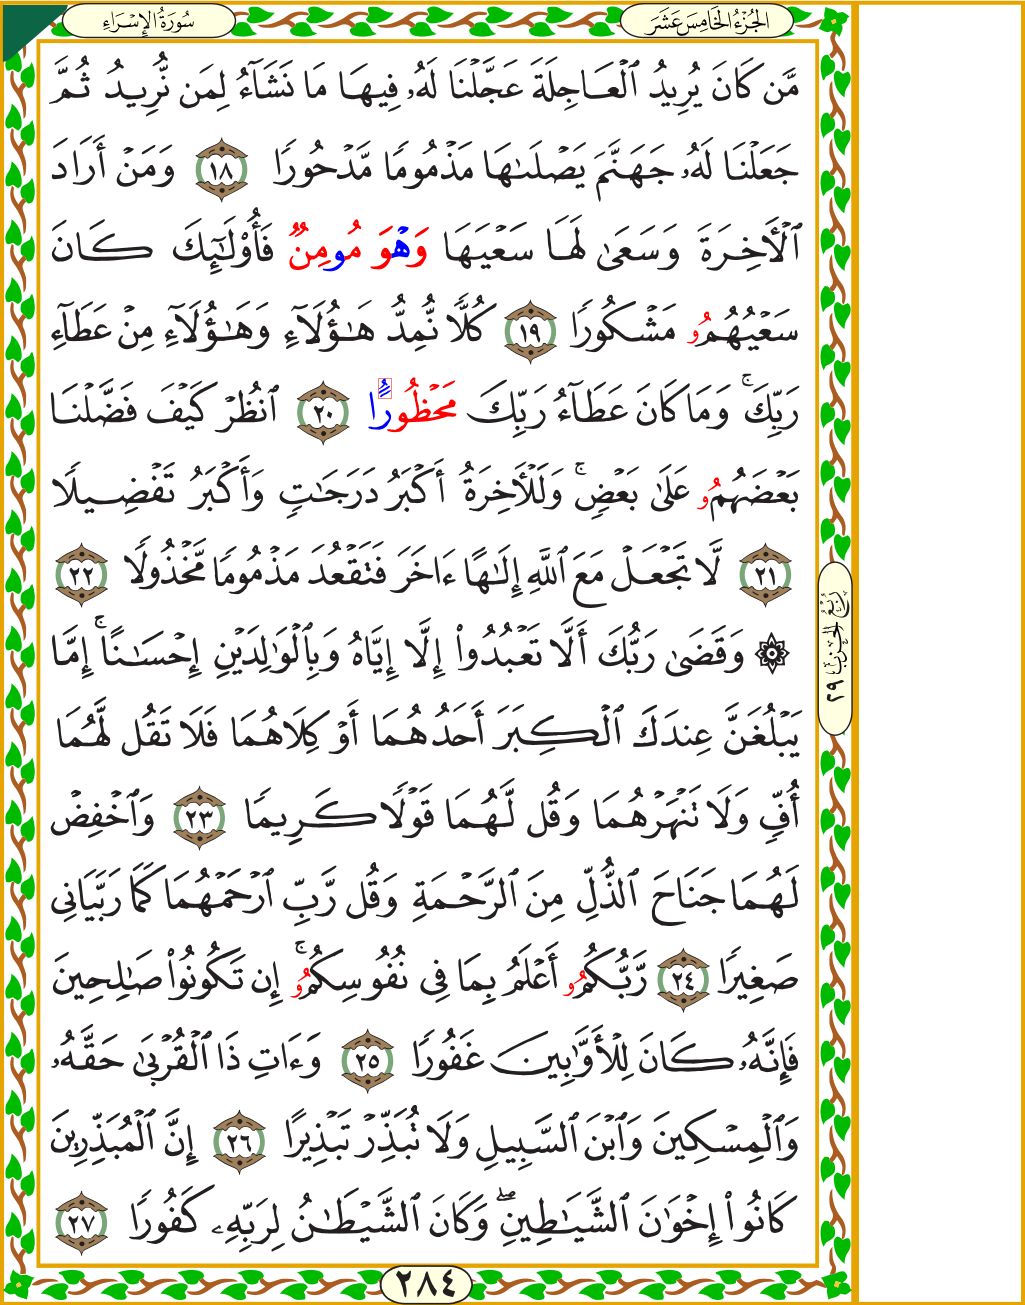 سُورَةُ الإِسْرَاءِ
الجُزْءُ الخَامِسَ عَشَرَ
مَّن كَانَ يُرِيدُ ٱلْعَاجِلَةَ عَجَّلْنَا لَهُۥ فِيهَا مَا نَشَآءُ لِمَن نُّرِيدُ ثُمَّ
جَعَلْنَا لَهُۥ جَهَنَّمَ يَصْلَىٰهَا مَذْمُومًا مَّدْحُورًا ١٨ وَمَنْ أَرَادَ
ٱلْأَخِرَةَ وَسَعَىٰ لَهَا سَعْيَهَا وَهْوَ مُومِنٌ فَأُوْلَٰٓئِكَ كَانَ
سَعْيُهُمُۥ مَشْكُورًا ١٩ كُلًّا نُّمِدُّ هَٰٓؤُلَآءِ وَهَٰٓؤُلَآءِ مِنْ عَطَآءِ
رَبِّكَۚ وَمَا كَانَ عَطَآءُ رَبِّكَ مَحْظُورًا ٢٠ ٱنظُرْ كَيْفَ فَضَّلْنَا
بَعْضَهُمُۥ عَلَىٰ بَعْضٍۚ وَلَلْأَخِرَةُ أَكْبَرُ دَرَجَٰتٍ وَأَكْبَرُ تَفْضِيلًا
٢١ لَّا تَجْعَلْ مَعَ ٱللَّهِ إِلَٰهًا ءَاخَرَ فَتَقْعُدَ مَذْمُومًا مَّخْذُولًا ٢٢
۞ وَقَضَىٰ رَبُّكَ أَلَّا تَعْبُدُوا۟ إِلَّا إِيَّاهُ وَبِٱلْوَٰلِدَيْنِ إِحْسَٰنًاۚ إِمَّا
يَبْلُغَنَّ عِندَكَ ٱلْكِبَرَ أَحَدُهُمَا أَوْ كِلَاهُمَا فَلَا تَقُل لَّهُمَا
أُفِّ وَلَا تَنْهَرْهُمَا وَقُل لَّهُمَا قَوْلًا كَرِيمًا ٢٣ وَٱخْفِضْ
لَهُمَا جَنَاحَ ٱلذُّلِّ مِنَ ٱلرَّحْمَةِ وَقُل رَّبِّ ٱرْحَمْهُمَا كَمَا رَبَّيَانِي
صَغِيرًا ٢٤ رَّبُّكُمُۥ أَعْلَمُ بِمَا فِي نُفُوسِكُمُۥۚ إِن تَكُونُوا۟ صَٰلِحِينَ
فَإِنَّهُۥ كَانَ لِلْأَوَّٰبِينَ غَفُورًا ٢٥ وَءَاتِ ذَا ٱلْقُرْبَىٰ حَقَّهُۥ
وَٱلْمِسْكِينَ وَٱبْنَ ٱلسَّبِيلِ وَلَا تُبَذِّرْ تَبْذِيرًا ٢٦ إِنَّ ٱلْمُبَذِّرِينَ
كَانُوا۟ إِخْوَٰنَ ٱلشَّيَٰطِينِۖ وَكَانَ ٱلشَّيْطَٰنُ لِرَبِّهِۦ كَفُورًا ٢٧
رُبْعُ الحِزْبِ ٢٩
٢٨٤